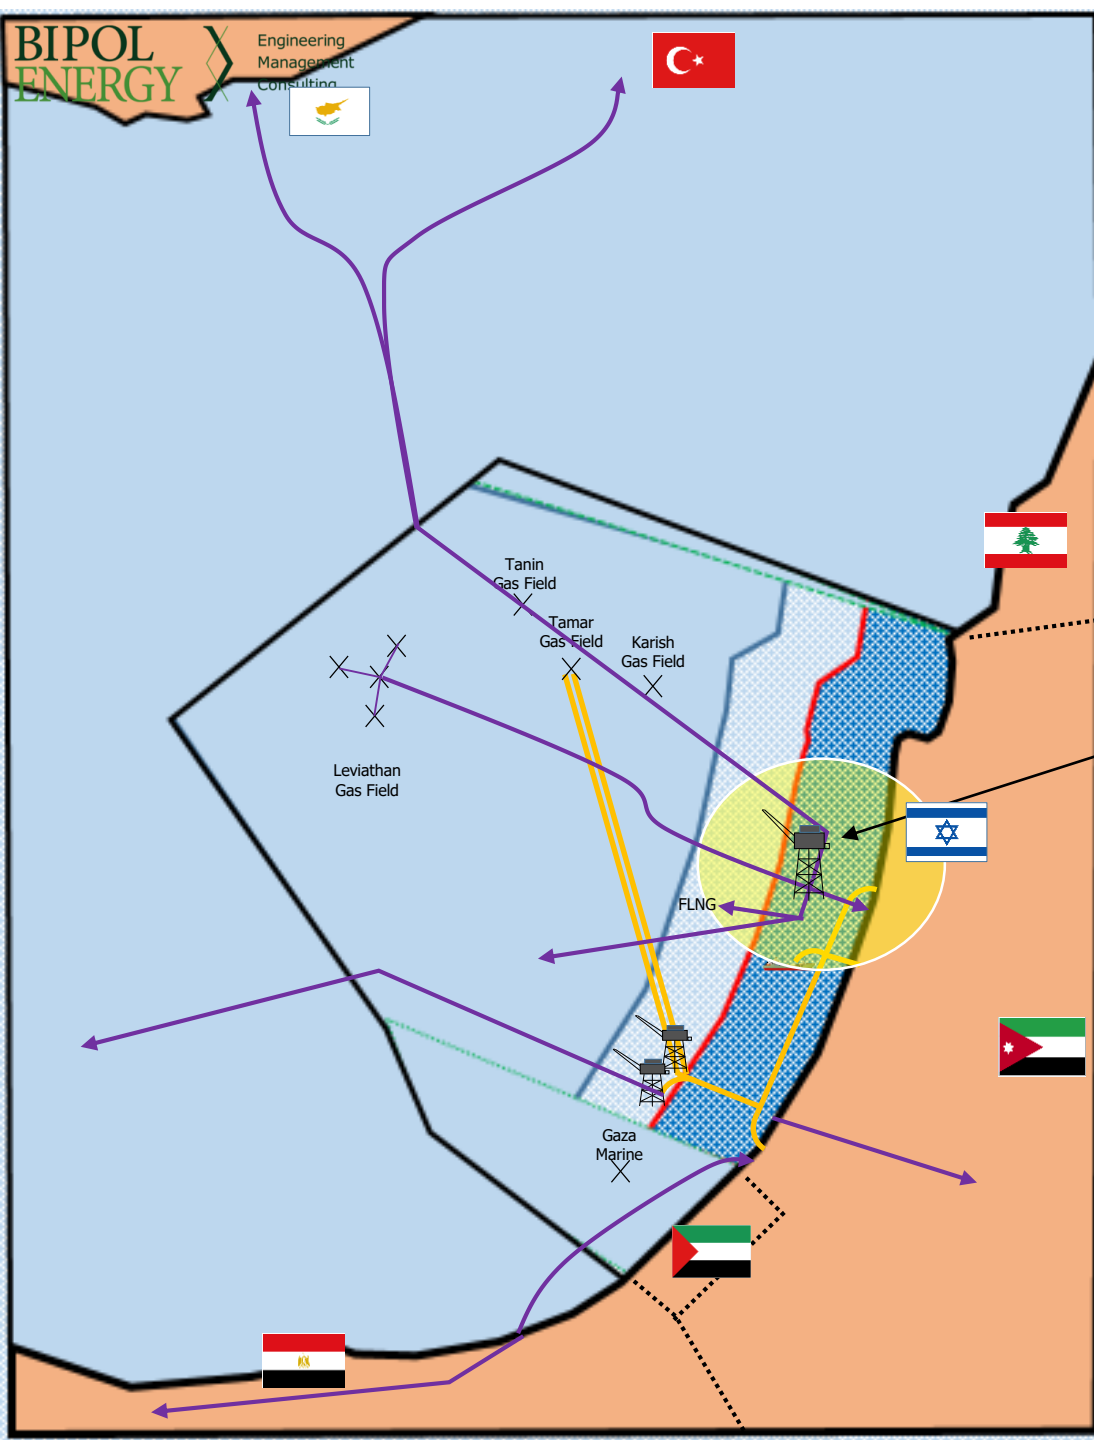 BIPOL
ENERGY
Engineering
Management
Consulting
Tanin
Gas Field
Tamar
Gas Field
Karish
Gas Field
Leviathan
Gas Field
FLNG
Gaza
Marine